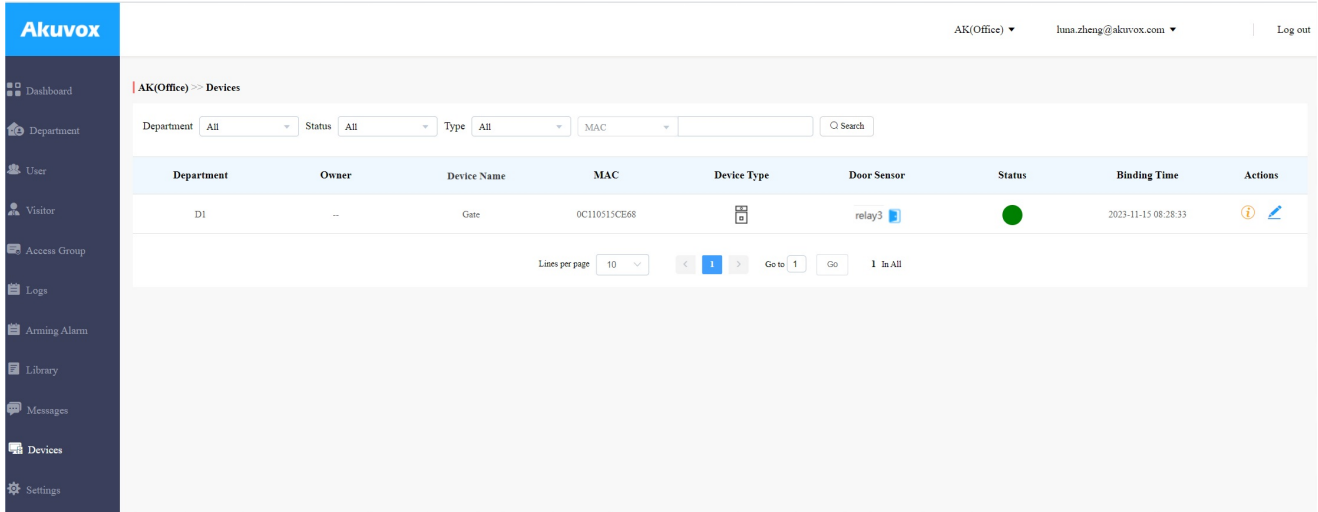 Akuvox
AK(Office)
luna.zheng@akuvox.com
Log out
Dashboard
Department
User
Visitor
Access Group
Logs
Arming Alarm
Library
Messages
Devices
Settings
AK(Office) >> Devices
Department All Status All Type All MAC Search
Department Owner Device Name MAC Device Type Door Sensor Status Binding Time Actions
D1 -- Gate 0C110515CE68 relay3 2023-11-15 08:28:33
Lines per page 10 < 1 > Go to 1 Go 1 In All